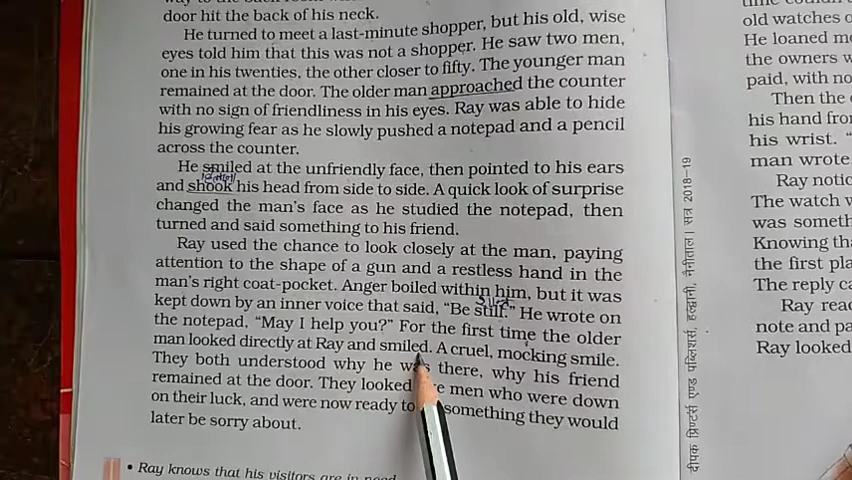 door hit the back of his neck.
He turned to meet a last-minute shopper, but his old, wise
eyes told him that this was not a shopper. He saw two men,
one in his twenties, the other closer to fifty. The younger man
remained at the door. The older man approached the counter
with no sign of friendliness in his eyes. Ray was able to hide
his growing fear as he slowly pushed a notepad and a pencil
across the counter.
He smiled at the unfriendly face, then pointed to his ears
and shook his head from side to side. A quick look of surprise
changed the man's face as he studied the notepad, then
turned and said something to his friend.
Ray used the chance to look closely at the man, paying
attention to the shape of a gun and a restless hand in the
man's right coat-pocket. Anger boiled within him, but it was
kept down by an inner voice that said, "Be still." He wrote on
the notepad, "May I help you?" For the first time the older
man looked directly at Ray and smiled. A cruel, mocking smile.
They both understood why he was there, why his friend
remained at the door. They looked men who were down
on their luck, and were now ready to something they would
later be sorry about.
• Ray knows that his visitors are in need
दीपक प्रिण्टर्स एण्ड पब्लिशर्स, हल्द्वानी, नैनीताल। सत्र 2018–19
old watches
He loaned
the owners
paid, with no
Then the
his hand from
his wrist.
man wrote
Ray
The watch
was
Knowing
the first
The reply
Ray
note and
Ray looked